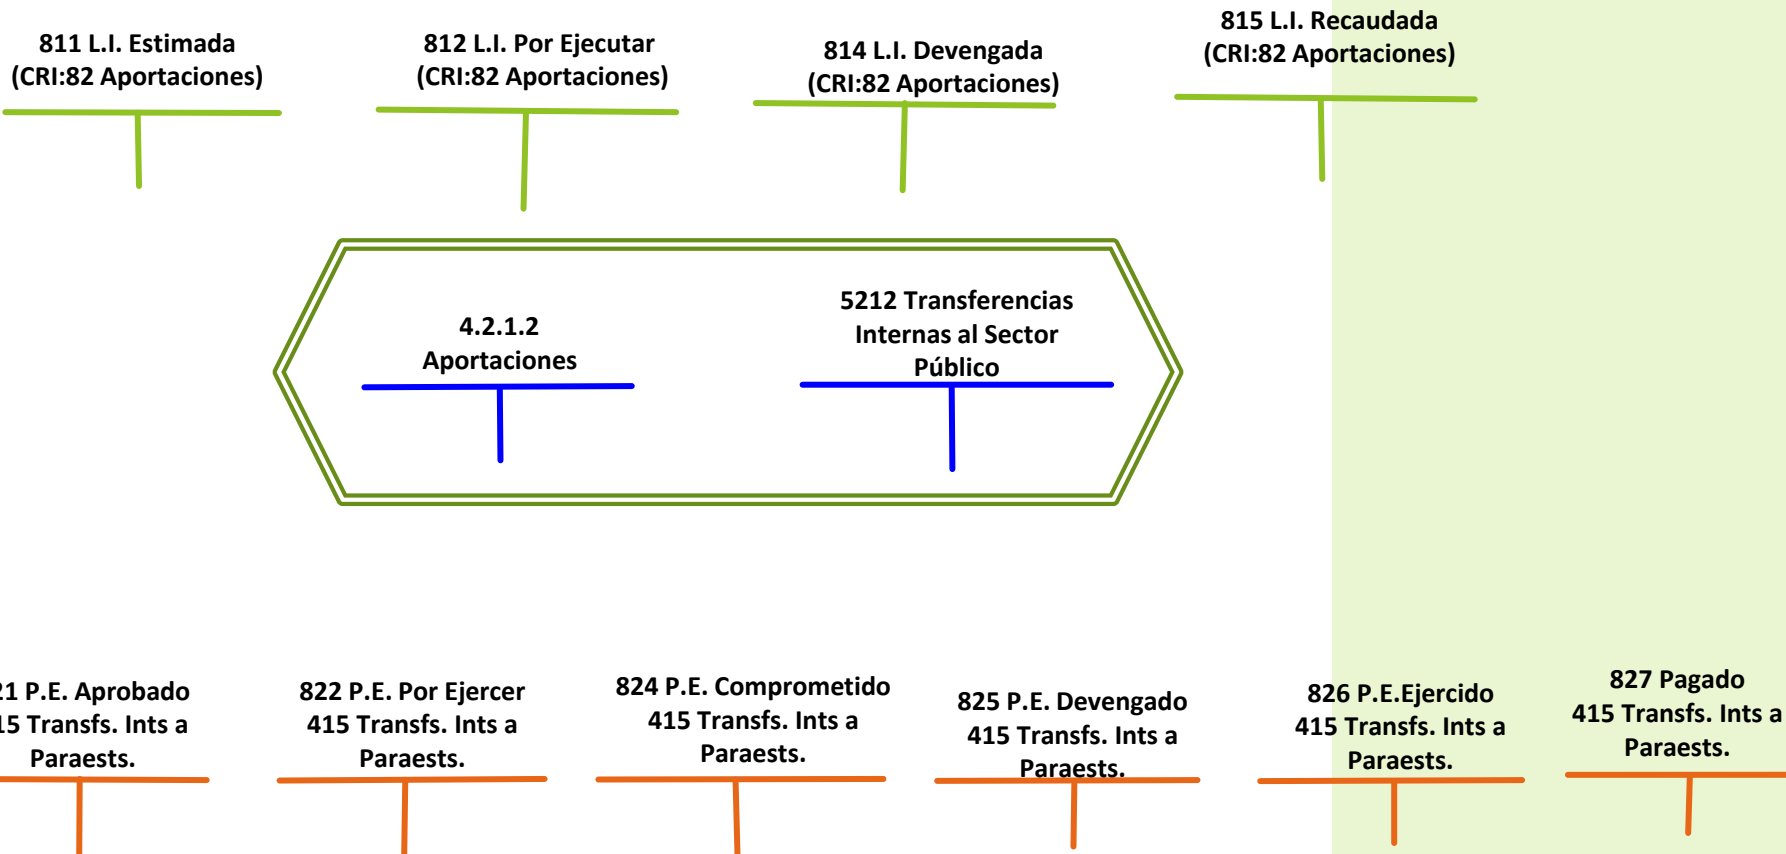 811 L.I. Estimada
(CRI:82 Aportaciones)
812 L.I. Por Ejecutar
(CRI:82 Aportaciones)
814 L.I. Devengada
(CRI:82 Aportaciones)
815 L.I. Recaudada
(CRI:82 Aportaciones)
4.2.1.2
Aportaciones
5212 Transferencias
Internas al Sector
Público
21 P.E. Aprobado
15 Transfs. Ints a
Paraests.
822 P.E. Por Ejercer
415 Transfs. Ints a
Paraests.
824 P.E. Comprometido
415 Transfs. Ints a
Paraests.
825 P.E. Devengado
415 Transfs. Ints a
Paraests.
826 P.E.Ejercido
415 Transfs. Ints a
Paraests.
827 Pagado
415 Transfs. Ints a
Paraests.